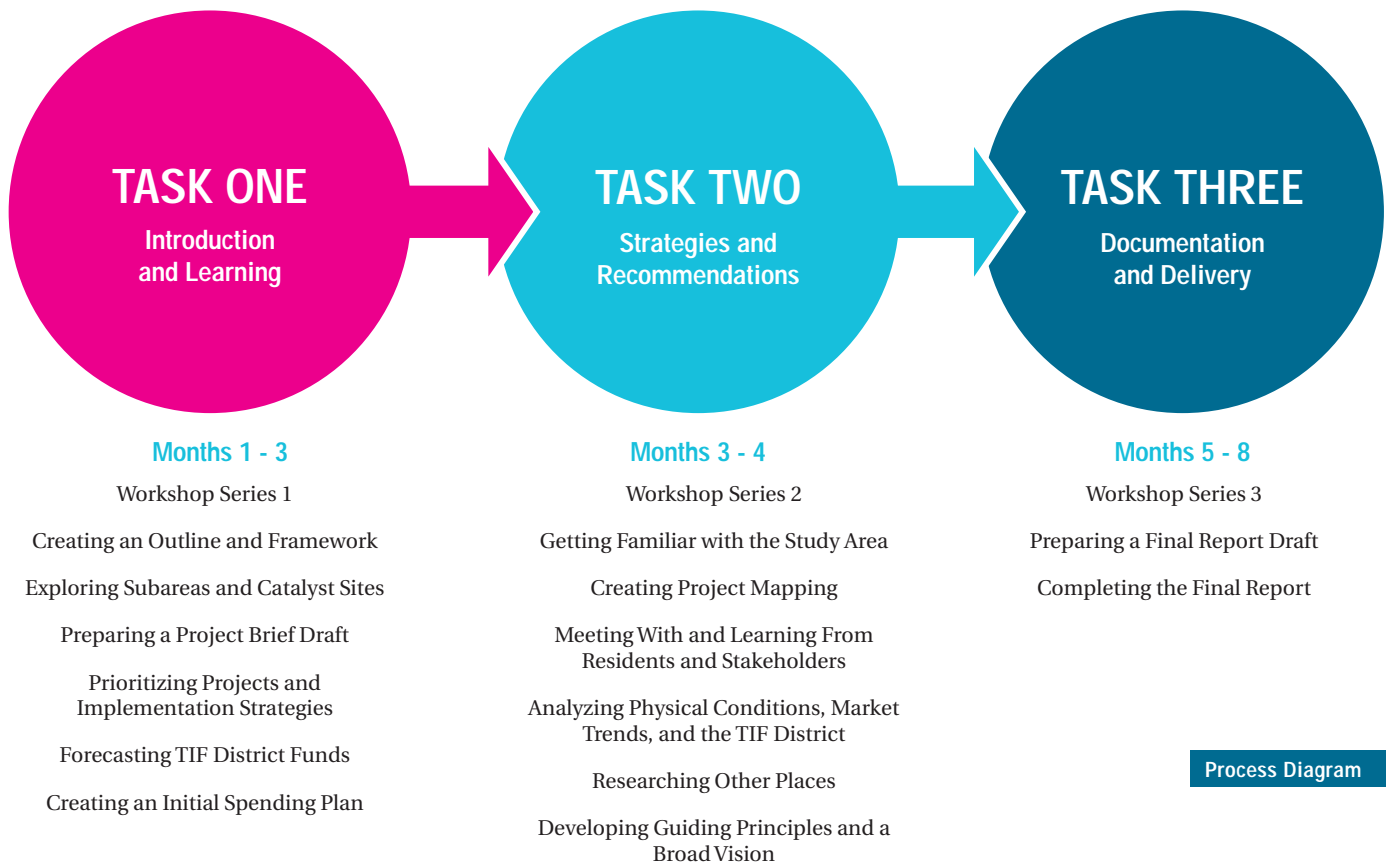 TASK ONE
Introduction
and Learning
TASK TWO
Strategies and
Recommendations
TASK THREE
Documentation
and Delivery
Months 1 - 3
Workshop Series 1
Creating an Outline and Framework
Exploring Subareas and Catalyst Sites
Preparing a Project Brief Draft
Prioritizing Projects and
Implementation Strategies
Forecasting TIF District Funds
Creating an Initial Spending Plan
Months 3 - 4
Workshop Series 2
Getting Familiar with the Study Area
Creating Project Mapping
Meeting With and Learning From
Residents and Stakeholders
Analyzing Physical Conditions, Market
Trends, and the TIF District
Researching Other Places
Developing Guiding Principles and a
Broad Vision
Months 5 - 8
Workshop Series 3
Preparing a Final Report Draft
Completing the Final Report
Process Diagram